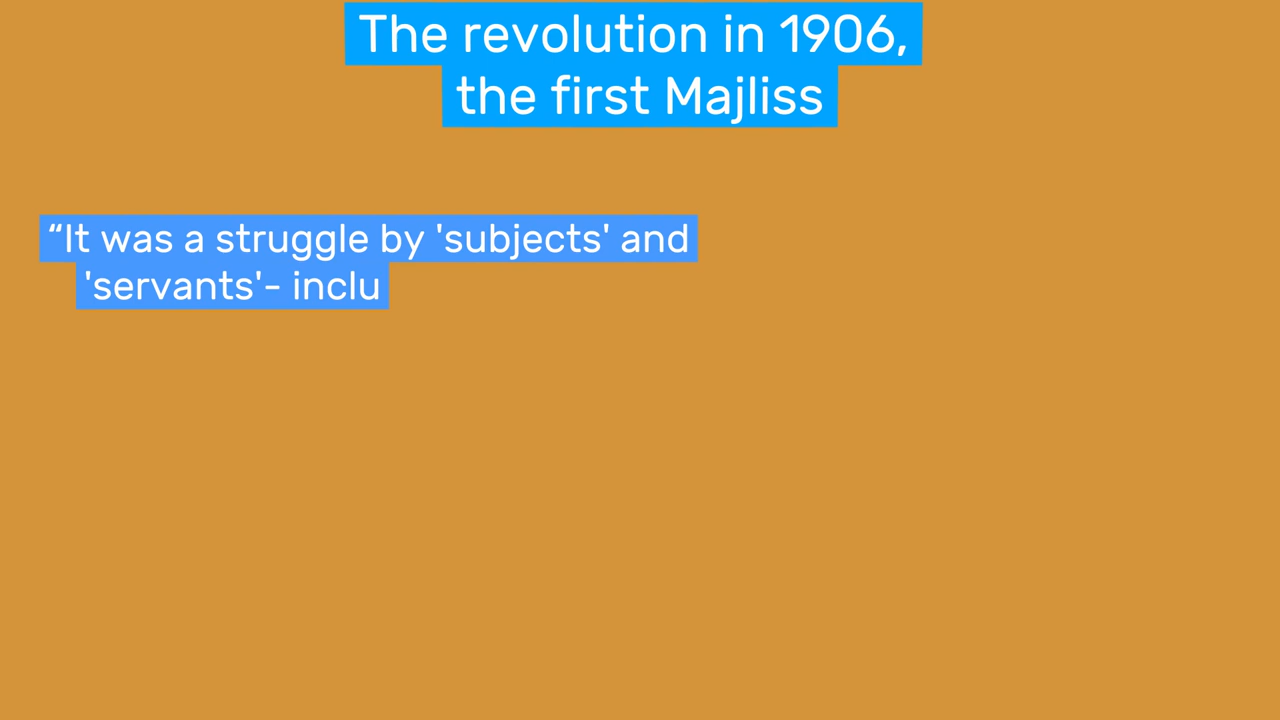 The revolution in 1906,
the first Majliss
“It was a struggle by 'subjects' and
'servants'- inclu